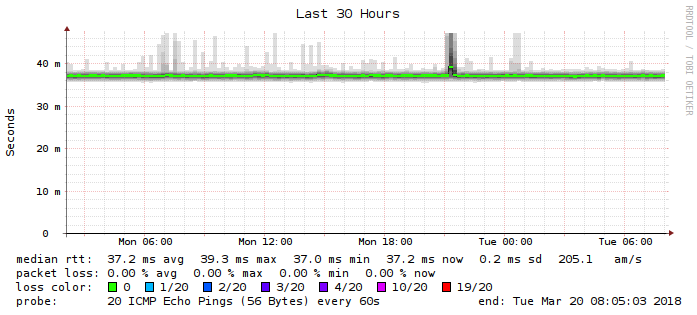 Last 30 Hours
RRDTOOL / TOBI OETIKER
Seconds
40 m
30 m
20 m
10 m
0
Mon 06:00 Mon 12:00 Mon 18:00 Tue 00:00 Tue 06:00
median rtt: 37.2 ms avg 39.3 ms max 37.0 ms min 37.2 ms now 0.2 ms sd 205.1 am/s
packet loss: 0.00 % avg 0.00 % max 0.00 % min 0.00 % now
loss color: 0 1/20 2/20 3/20 4/20 10/20 19/20
probe: 20 ICMP Echo Pings (56 Bytes) every 60s end: Tue Mar 20 08:05:03 2018